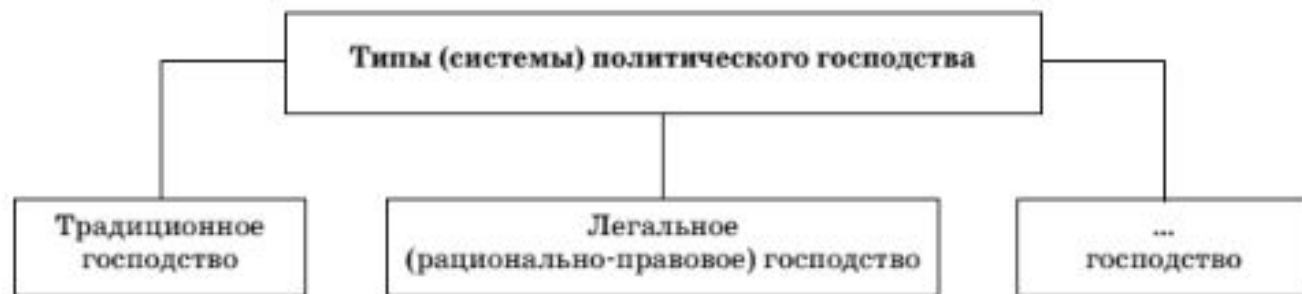 Типы (системы) политического господства
Традиционное
господство
Легальное
(рационально-правовое) господство
...
господство